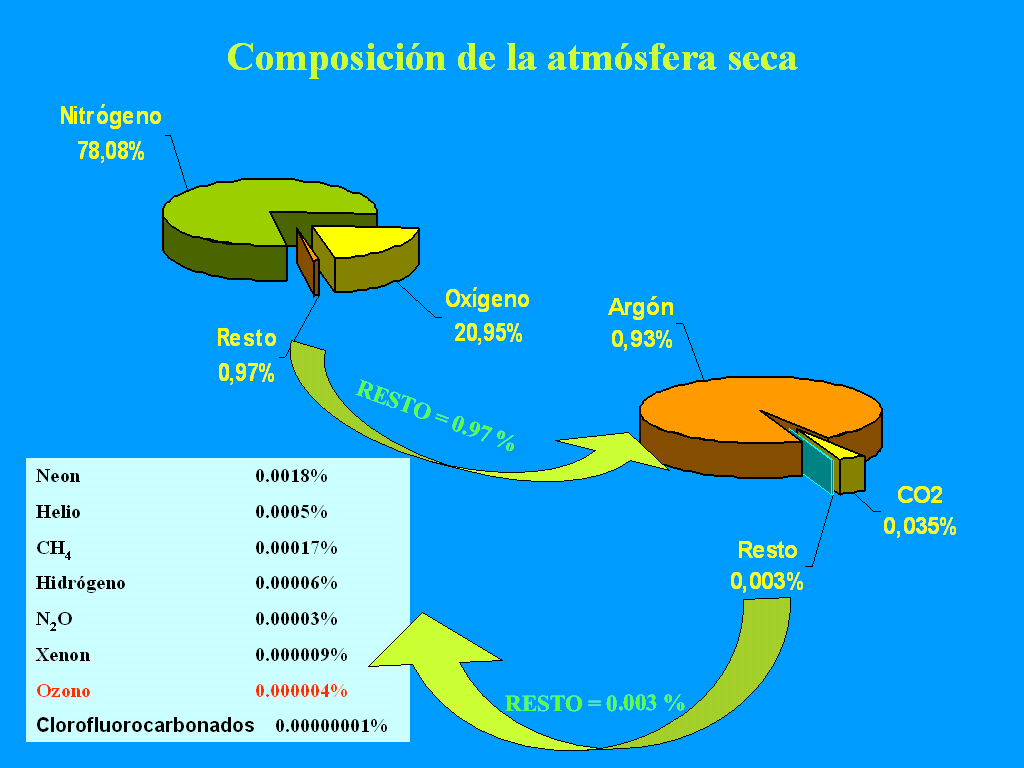 Composición de la atmósfera seca
Nitrógeno
78,08%
Oxígeno
20,95%
Resto
0,97%
RESTO = 0.97 %
Argón
0,93%
CO2
0,035%
Resto
0,003%
RESTO = 0.003 %
Neon 0.0018%
Helio 0.0005%
CH₄ 0.00017%
Hidrógeno 0.00006%
N₂O 0.00003%
Xenon 0.000009%
Ozono 0.000004%
Clorofluorocarbonados 0.00000001%